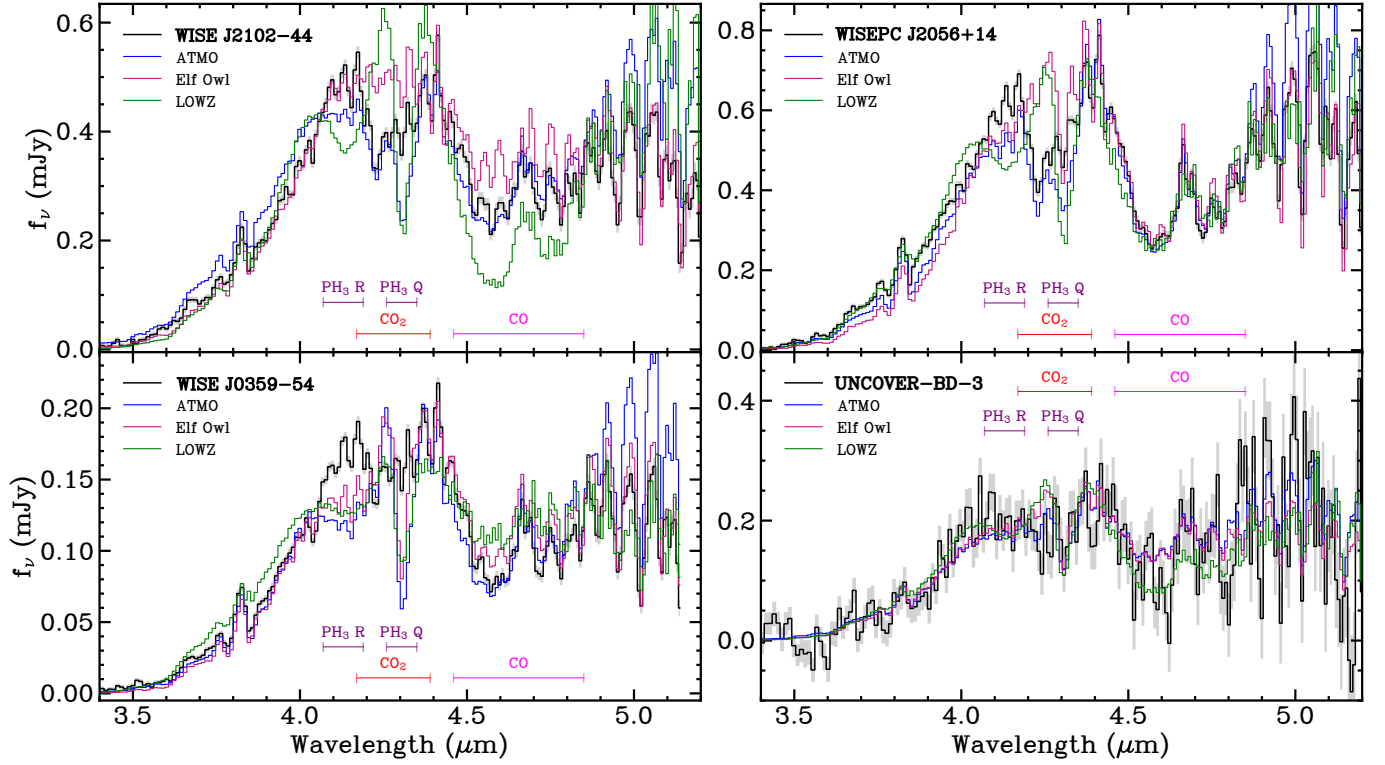 WISE J2102−44
ATMO
Elf Owl
LOWZ
PH₃ R PH₃ Q
CO₂ CO
0.6
0.4
0.2
0.0
f_ν (mJy)
WISEPC J2056+14
ATMO
Elf Owl
LOWZ
PH₃ R PH₃ Q
CO₂ CO
0.8
0.6
0.4
0.2
0.0
WISE J0359−54
ATMO
Elf Owl
LOWZ
PH₃ R PH₃ Q
CO₂ CO
0.20
0.15
0.10
0.05
0.00
f_ν (mJy)
3.5 4.0 4.5 5.0
Wavelength (μm)
UNCOVER−BD−3
ATMO
Elf Owl
LOWZ
CO₂ CO
PH₃ R PH₃ Q
0.4
0.2
0.0
3.5 4.0 4.5 5.0
Wavelength (μm)